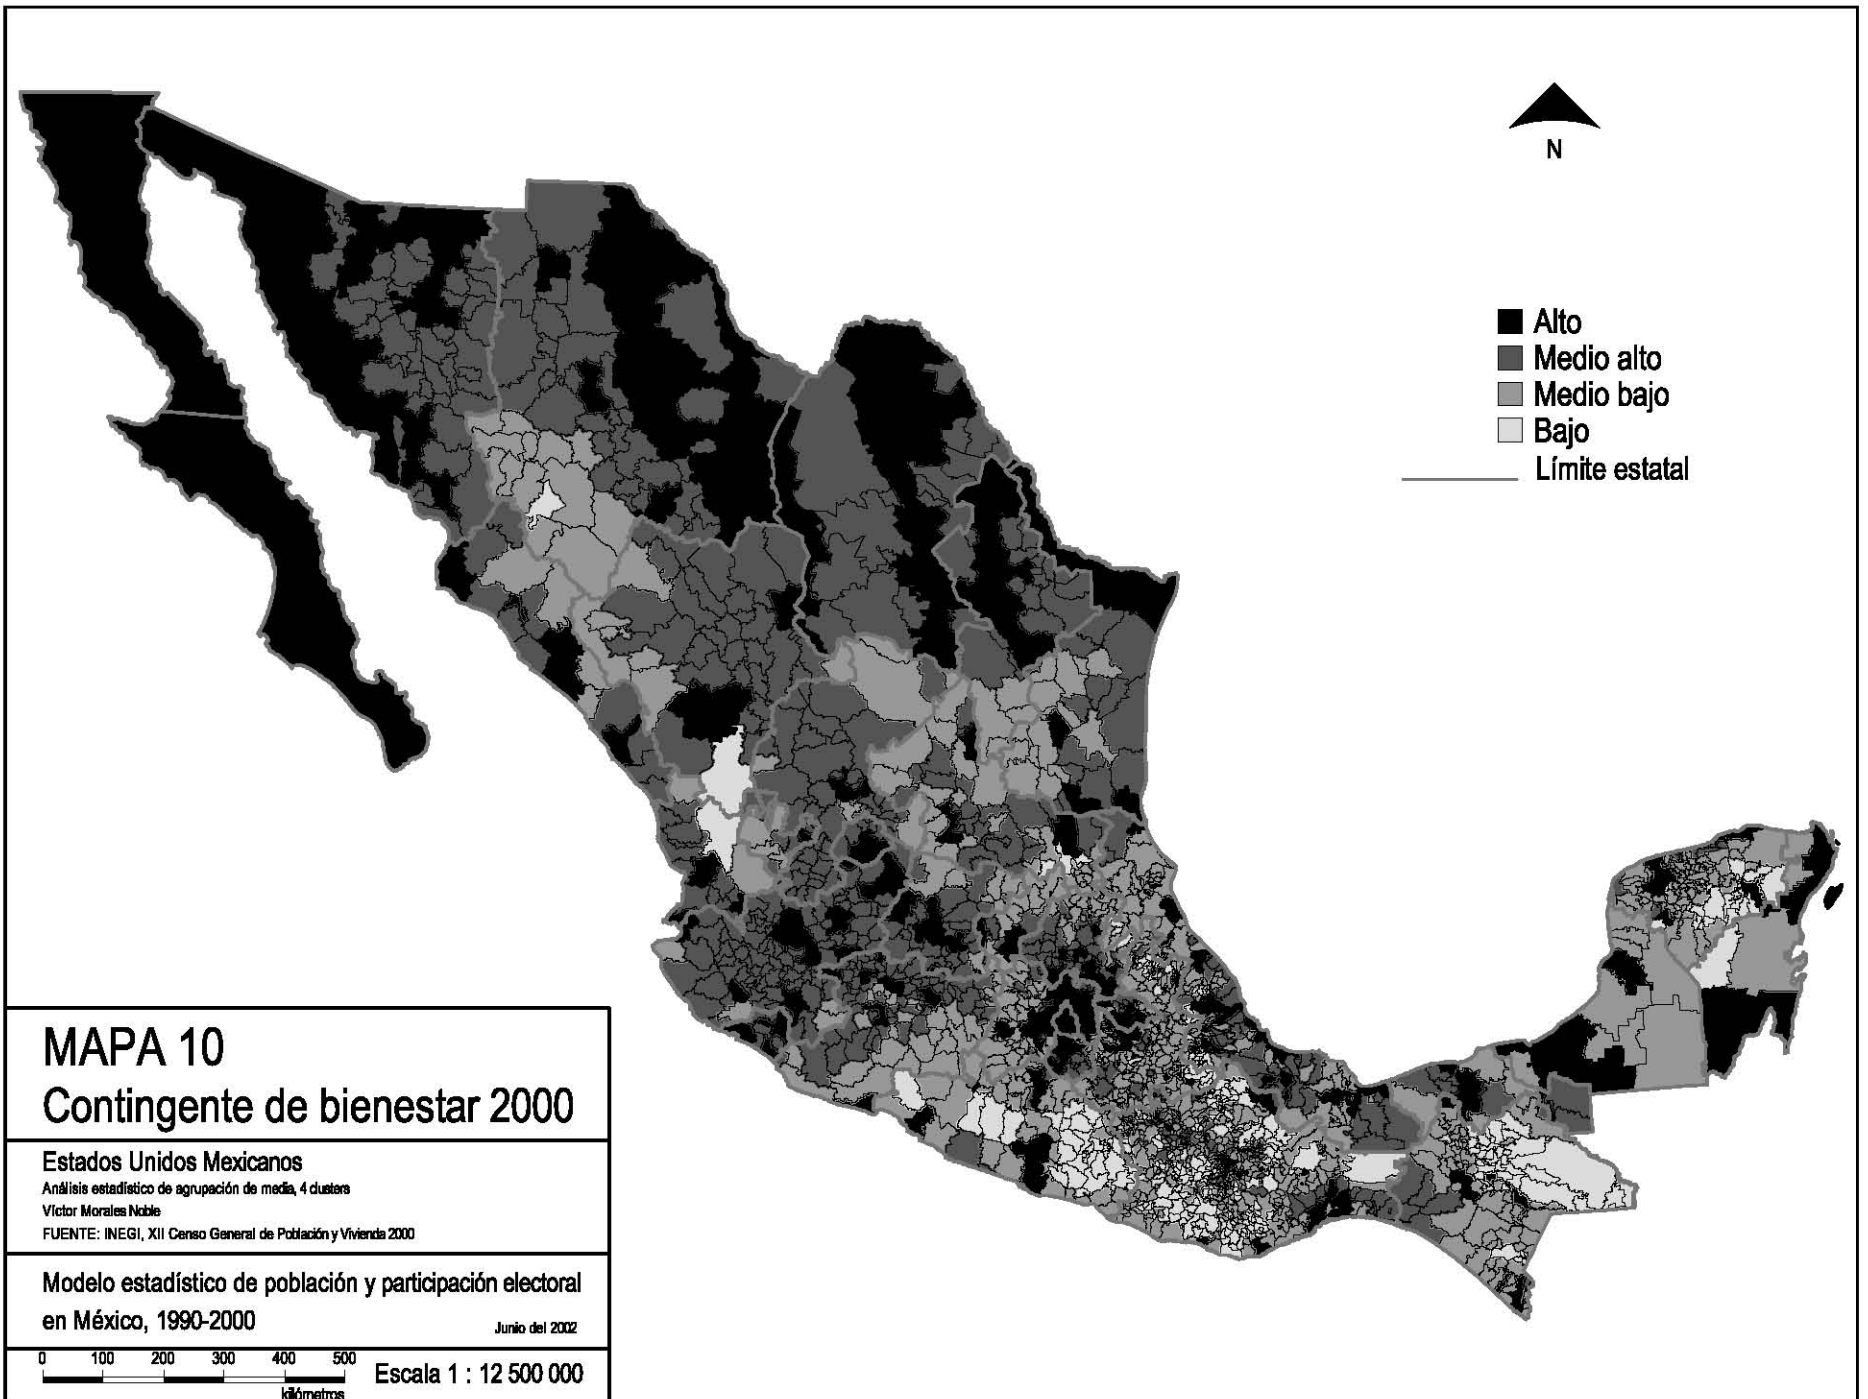 N
Alto
Medio alto
Medio bajo
Bajo
Límite estatal
MAPA 10
Contingente de bienestar 2000
Estados Unidos Mexicanos
Análisis estadístico de agrupación de media, 4 clusters
Víctor Morales Noble
FUENTE: INEGI, XII Censo General de Población y Vivienda 2000
Modelo estadístico de población y participación electoral
en México, 1990-2000
Junio del 2002
0 100 200 300 400 500
kilómetros
Escala 1 : 12 500 000